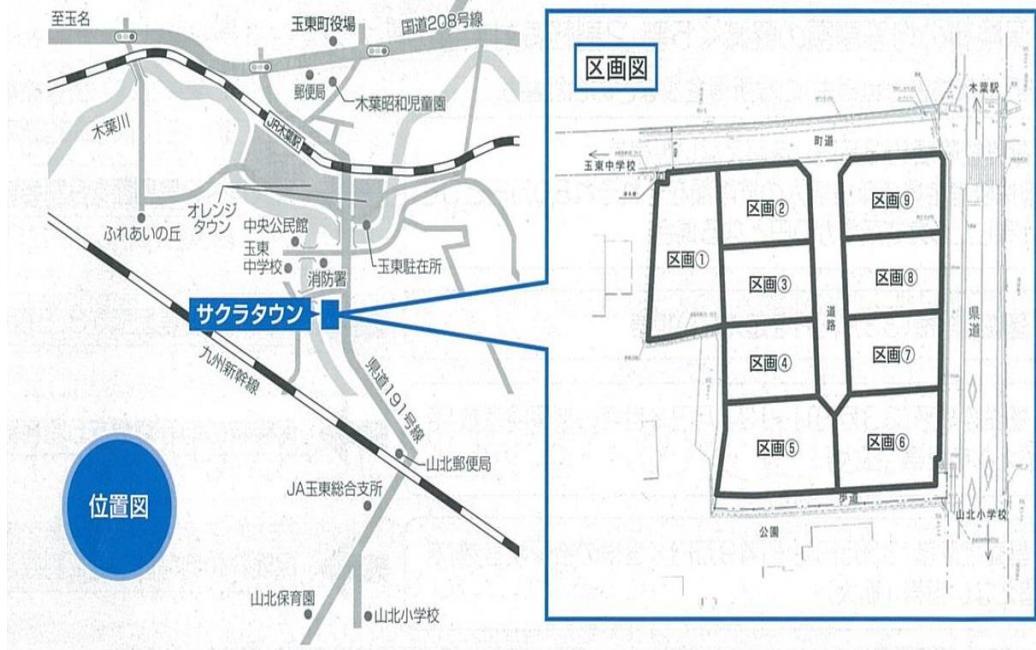 至玉名
玉東町役場
国道208号線
郵便局
木葉昭和児童園
木葉川
JR木葉駅
オレンジ
タウン
ふれあいの丘
中央公民館
玉東
中学校
消防署
玉東駐在所
サクラタウン
九州新幹線
県道191号線
山北郵便局
JA玉東総合支所
位置図
山北保育園
山北小学校
区画図
木葉駅
町道
玉東中学校
区画①
区画②
区画③
区画④
区画⑤
区画⑥
区画⑦
区画⑧
区画⑨
道路
県道
歩道
公園
山北小学校